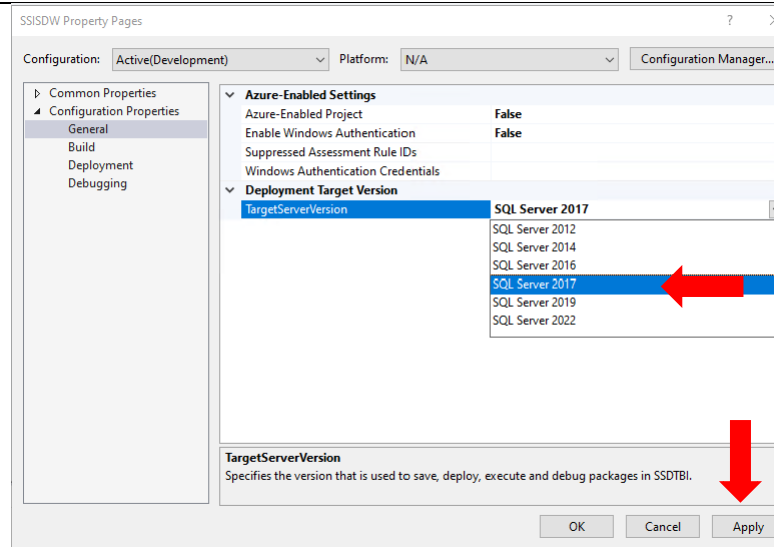 SSISDW Property Pages
Configuration: Active(Development) Platform: N/A Configuration Manager...
Common Properties
Configuration Properties
General
Build
Deployment
Debugging
Azure-Enabled Settings
Azure-Enabled Project False
Enable Windows Authentication False
Suppressed Assessment Rule IDs
Windows Authentication Credentials
Deployment Target Version
TargetServerVersion SQL Server 2017
SQL Server 2012
SQL Server 2014
SQL Server 2016
SQL Server 2017
SQL Server 2019
SQL Server 2022
TargetServerVersion
Specifies the version that is used to save, deploy, execute and debug packages in SSDTBI.
OK Cancel Apply